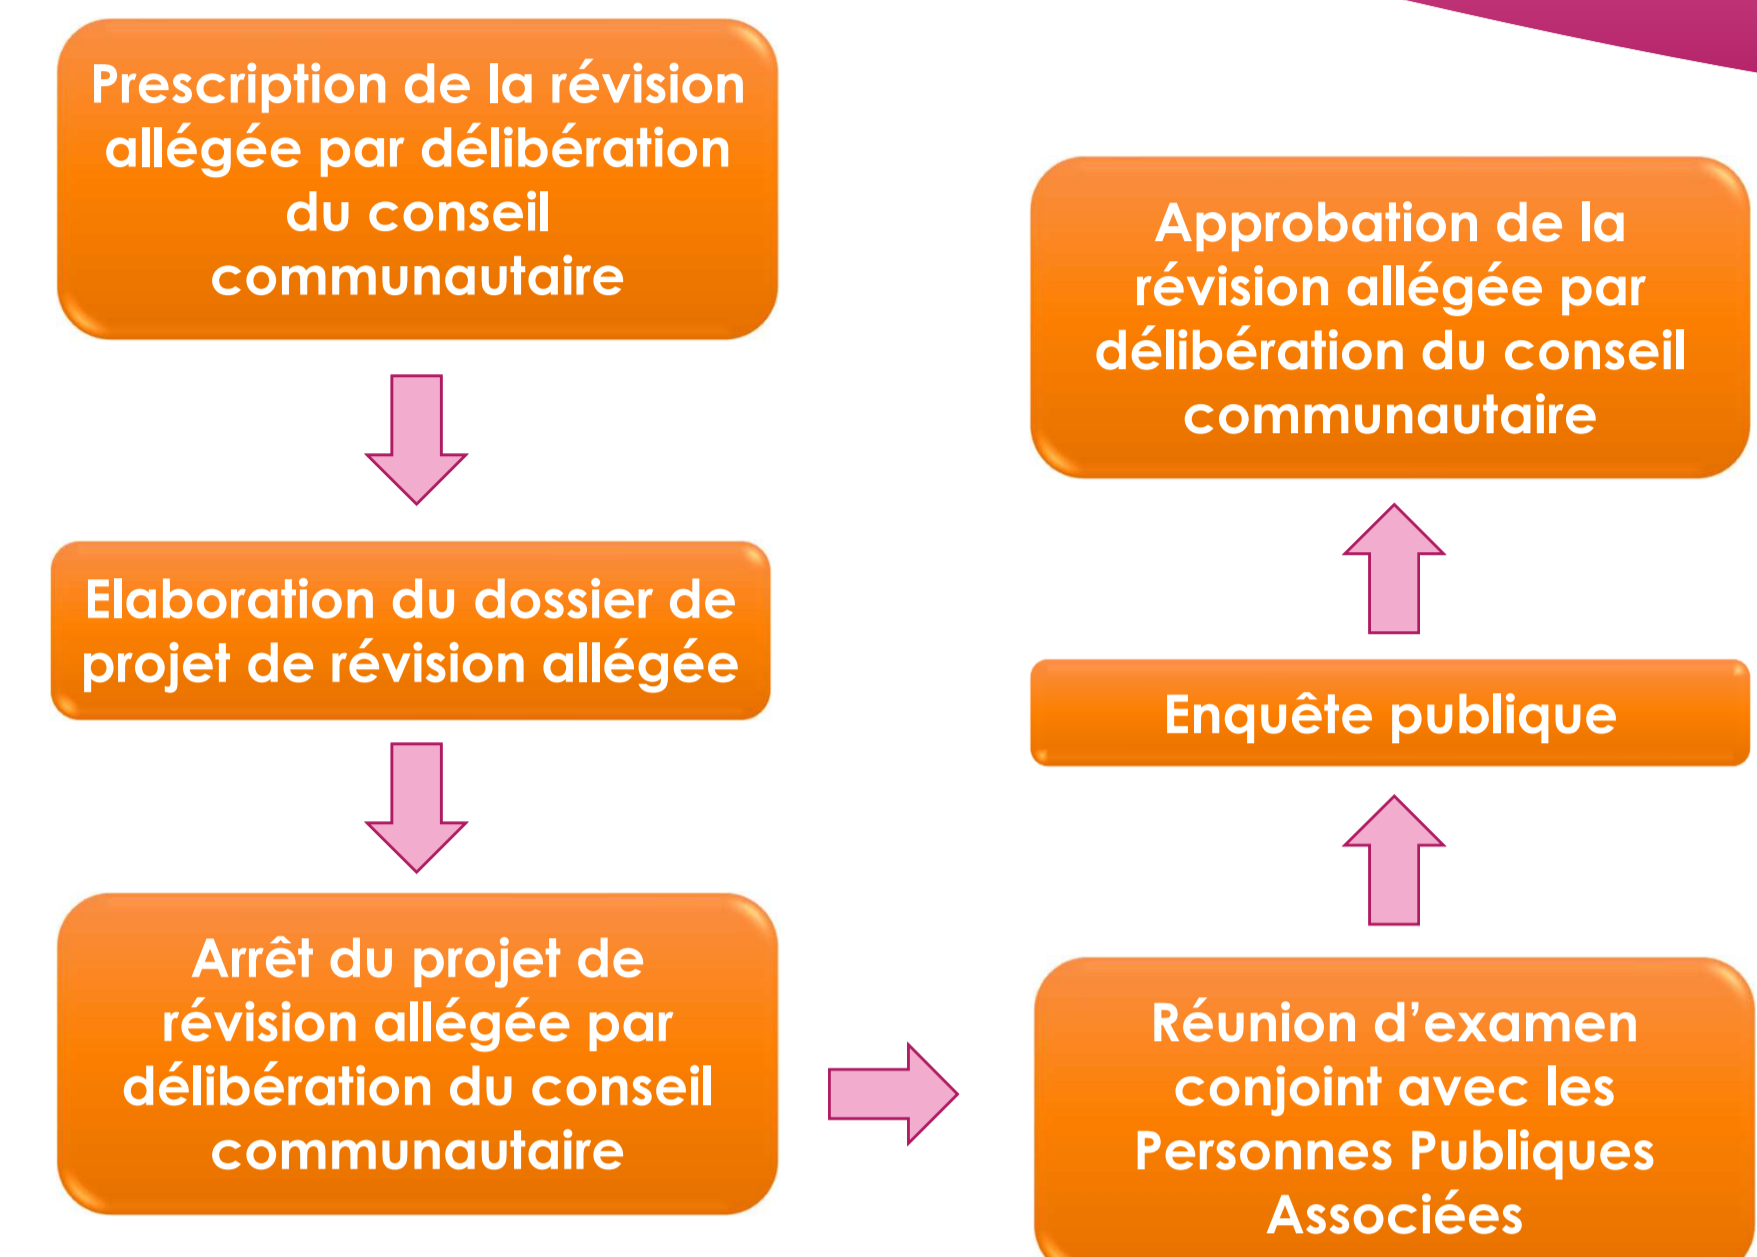 Prescription de la révision
allégée par délibération
du conseil
communautaire
Elaboration du dossier de
projet de révision allégée
Arrêt du projet de
révision allégée par
délibération du conseil
communautaire
Réunion d’examen
conjoint avec les
Personnes Publiques
Associées
Enquête publique
Approbation de la
révision allégée par
délibération du conseil
communautaire